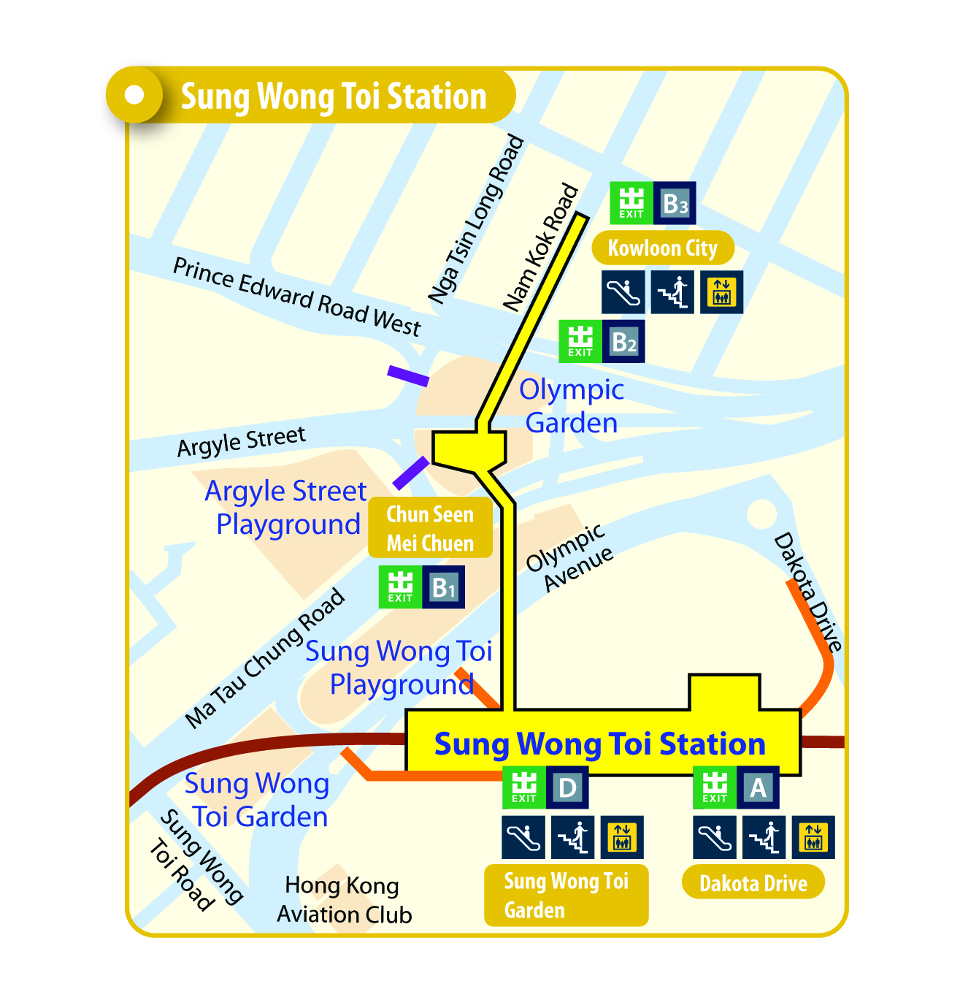 Sung Wong Toi Station
Nga Tsin Long Road
Nam Kok Road
EXIT B3
Kowloon City
Prince Edward Road West
EXIT B2
Olympic
Garden
Argyle Street
Argyle Street
Playground
Chun Seen
Mei Chuen
EXIT B1
Olympic
Avenue
Dakota Drive
Ma Tau Chung Road
Sung Wong Toi
Playground
Sung Wong Toi Station
Sung Wong
Toi Garden
EXIT D
EXIT A
Sung Wong
Toi Road
Hong Kong
Aviation Club
Sung Wong Toi
Garden
Dakota Drive